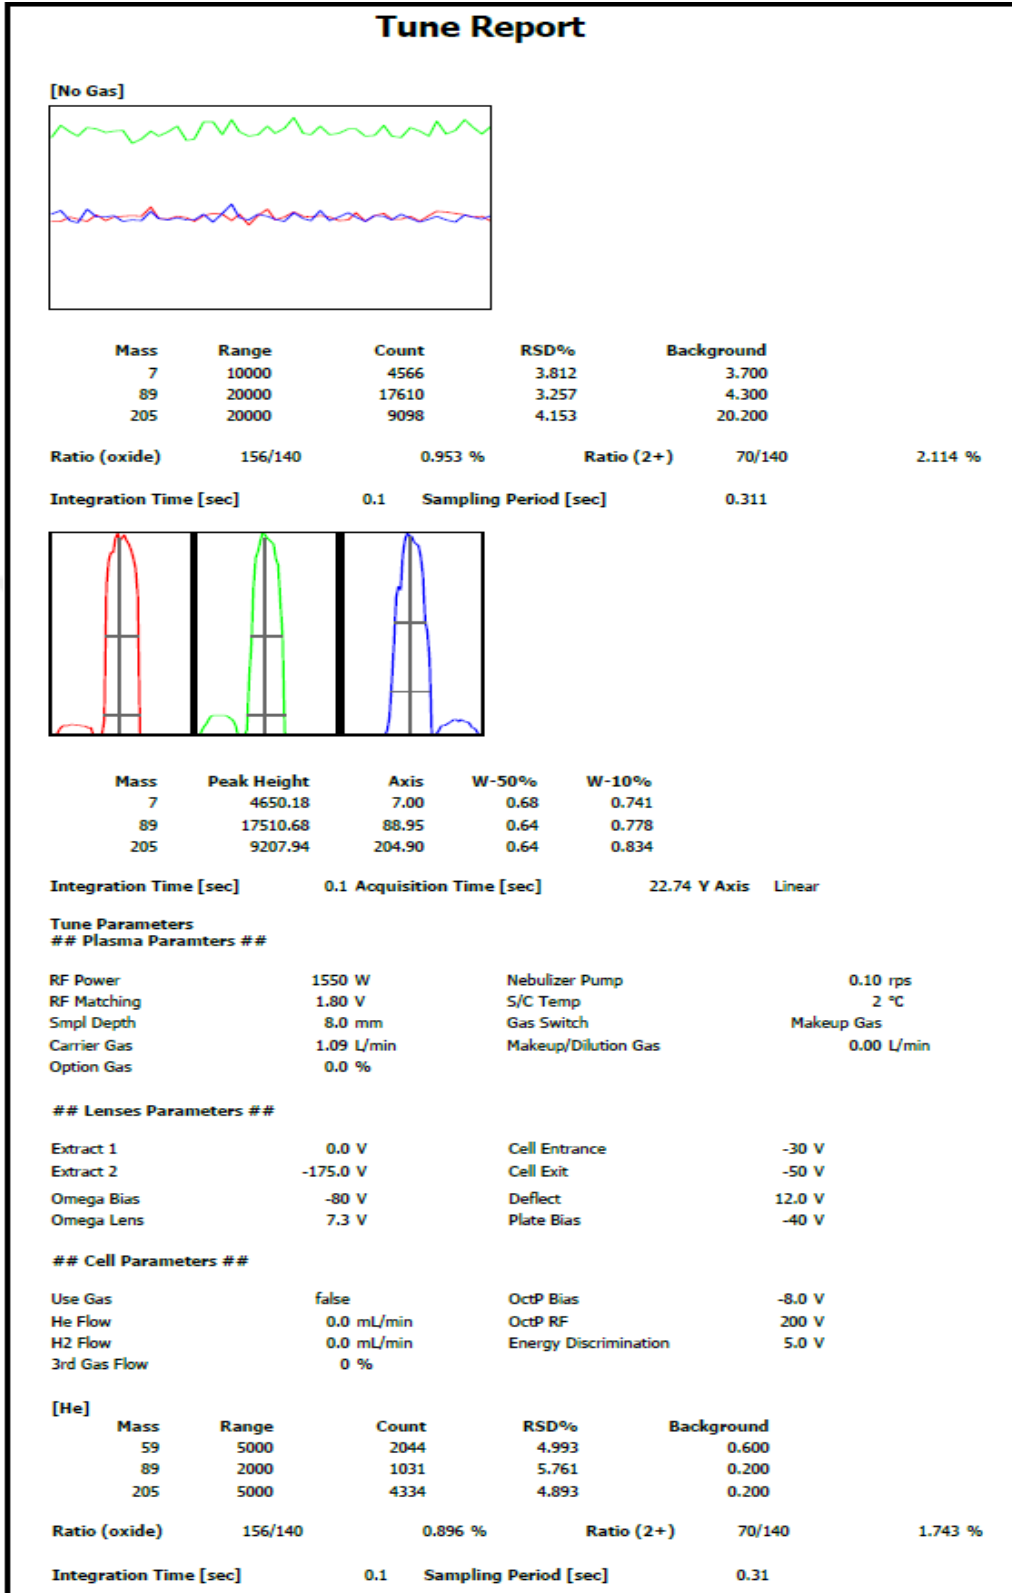 Tune Report
[No Gas]
Mass Range Count RSD% Background
7 10000 4566 3.812 3.700
89 20000 17610 3.257 4.300
205 20000 9098 4.153 20.200
Ratio (oxide) 156/140 0.953 % Ratio (2+) 70/140 2.114 %
Integration Time [sec] 0.1 Sampling Period [sec] 0.311
Mass Peak Height Axis W-50% W-10%
7 4650.18 7.00 0.68 0.741
89 17510.68 88.95 0.64 0.778
205 9207.94 204.90 0.64 0.834
Integration Time [sec] 0.1 Acquisition Time [sec] 22.74 Y Axis Linear
Tune Parameters
## Plasma Paramters ##
RF Power 1550 W Nebulizer Pump 0.10 rps
RF Matching 1.80 V S/C Temp 2 °C
Smpl Depth 8.0 mm Gas Switch Makeup Gas
Carrier Gas 1.09 L/min Makeup/Dilution Gas 0.00 L/min
Option Gas 0.0 %
## Lenses Parameters ##
Extract 1 0.0 V Cell Entrance -30 V
Extract 2 -175.0 V Cell Exit -50 V
Omega Bias -80 V Deflect 12.0 V
Omega Lens 7.3 V Plate Bias -40 V
## Cell Parameters ##
Use Gas false OctP Bias -8.0 V
He Flow 0.0 mL/min OctP RF 200 V
H2 Flow 0.0 mL/min Energy Discrimination 5.0 V
3rd Gas Flow 0 %
[He]
Mass Range Count RSD% Background
59 5000 2044 4.993 0.600
89 2000 1031 5.761 0.200
205 5000 4334 4.893 0.200
Ratio (oxide) 156/140 0.896 % Ratio (2+) 70/140 1.743 %
Integration Time [sec] 0.1 Sampling Period [sec] 0.31